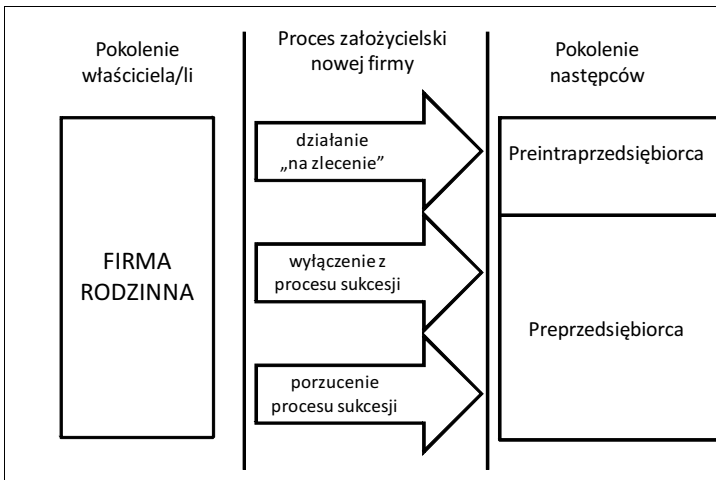 Pokolenie
właściciela/li
Proces założycielski
nowej firmy
Pokolenie
następców
FIRMA
RODZINNA
działanie
„na zlecenie”
wyłączenie z
procesu sukcesji
porzucenie
procesu sukcesji
Preintraprzedsiębiorca
Preprzedsiębiorca